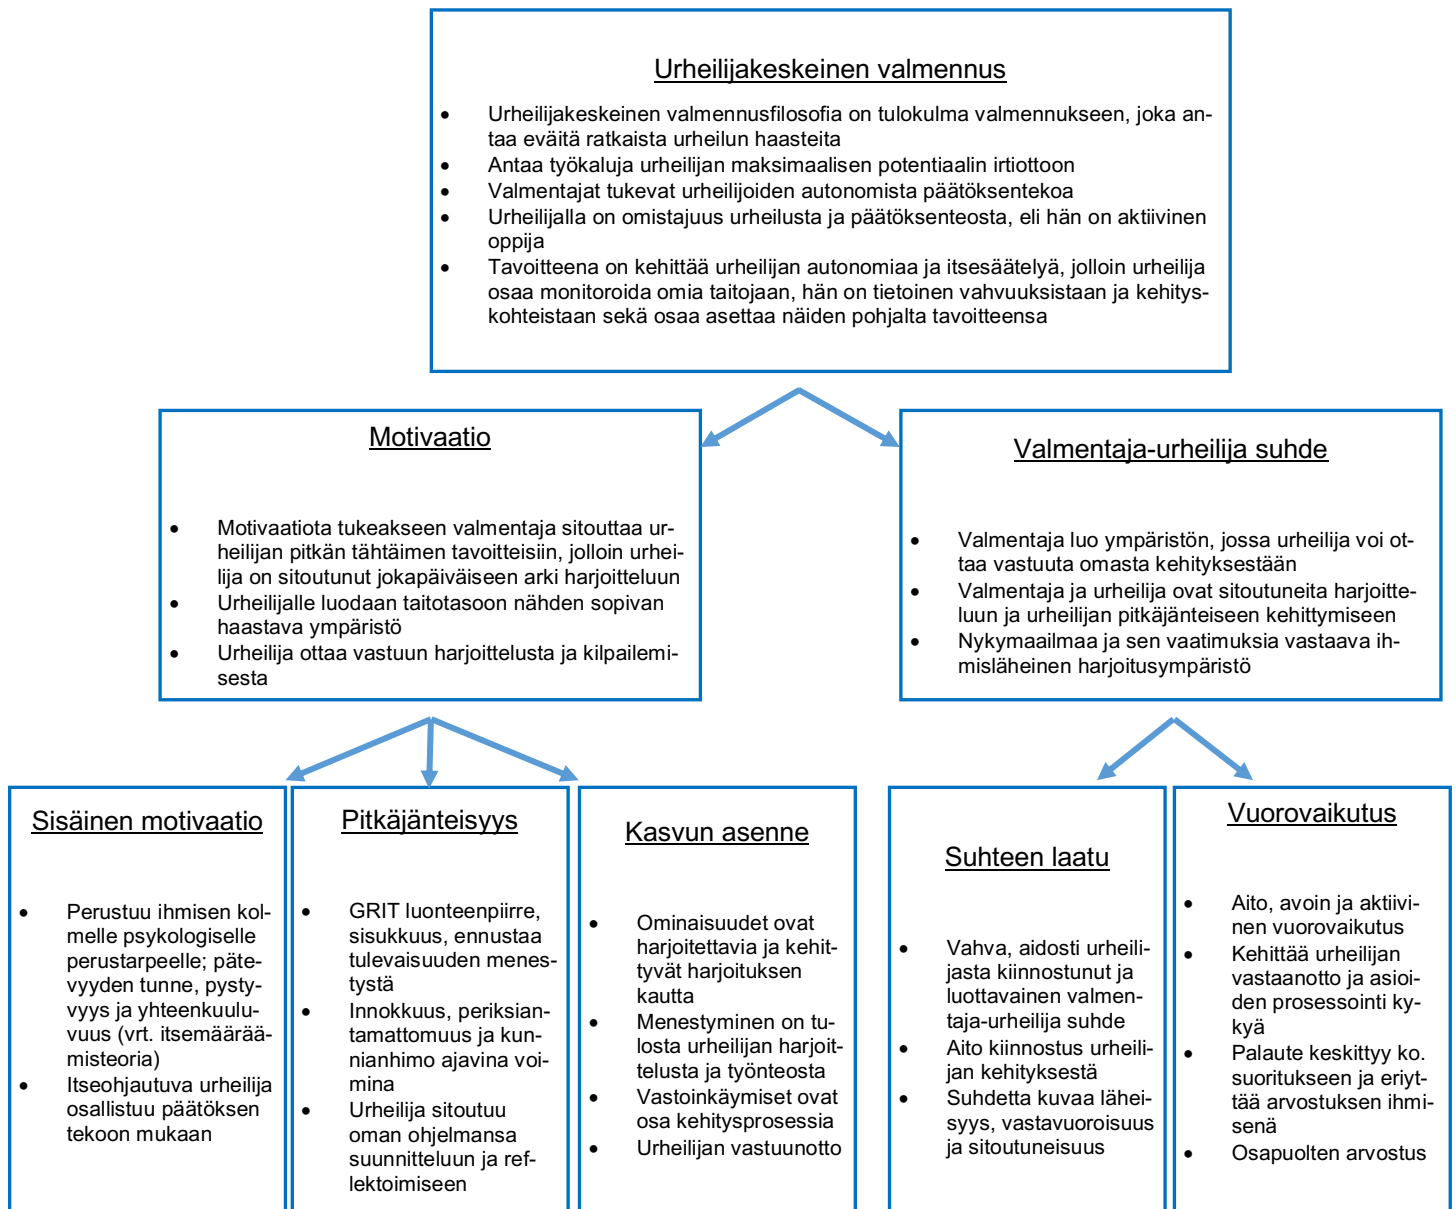 Urheilijakeskeinen valmennus
• Urheilijakeskeinen valmennusfilosofia on tulokulma valmennukseen, joka an-
taa eväitä ratkaista urheilun haasteita
• Antaa työkaluja urheilijan maksimaalisen potentiaalin irtiottoon
• Valmentajat tukevat urheilijoiden autonomista päätöksentekoa
• Urheilijalla on omistajuus urheilusta ja päätöksenteosta, eli hän on aktiivinen
oppija
• Tavoitteena on kehittää urheilijan autonomiaa ja itsesäätelyä, jolloin urheilija
osaa monitoroida omia taitojaan, hän on tietoinen vahvuuksistaan ja kehitys-
kohteistaan sekä osaa asettaa näiden pohjalta tavoitteensa
Motivaatio
• Motivaatiota tukeakseen valmentaja sitouttaa ur-
heilijan pitkän tähtäimen tavoitteisiin, jolloin urhei-
lija on sitoutunut jokapäiväiseen arki harjoitteluun
• Urheilijalle luodaan taitotasoon nähden sopivan
haastava ympäristö
• Urheilija ottaa vastuun harjoittelusta ja kilpailemi-
sesta
Valmentaja-urheilija suhde
• Valmentaja luo ympäristön, jossa urheilija voi ot-
taa vastuuta omasta kehityksestään
• Valmentaja ja urheilija ovat sitoutuneita harjoitte-
luun ja urheilijan pitkäjänteiseen kehittymiseen
• Nykymaailmaa ja sen vaatimuksia vastaava ih-
misläheinen harjoitusympäristö
Sisäinen motivaatio
• Perustuu ihmisen kol-
melle psykologiselle
perustarpeelle; päte-
vyyden tunne, pysty-
vyys ja yhteenkuulu-
vuus (vrt. itsemäärää-
misteoria)
• Itseohjautuva urheilija
osallistuu päätöksen
tekoon mukaan
Pitkäjänteisyys
• GRIT luonteenpiirre,
sisukkuus, ennustaa
tulevaisuuden menes-
tystä
• Innokkuus, periksian-
tamattomuus ja kun-
nianhimo ajavina voi-
mina
• Urheilija sitoutuu
oman ohjelmansa
suunnitteluun ja ref-
lektoimiseen
Kasvun asenne
• Ominaisuudet ovat
harjoitettavia ja kehit-
tyvät harjoituksen
kautta
• Menestyminen on tu-
losta urheilijan harjoit-
telusta ja työnteosta
• Vastoinkäymiset ovat
osa kehitysprosessia
• Urheilijan vastuunotto
Suhteen laatu
• Vahva, aidosti urheili-
jasta kiinnostunut ja
luottavainen valmen-
taja-urheilija suhde
• Aito kiinnostus urheili-
jan kehityksestä
• Suhdetta kuvaa lähei-
syys, vastavuoroisuus
ja sitoutuneisuus
Vuorovaikutus
• Aito, avoin ja aktiivi-
nen vuorovaikutus
• Kehittää urheilijan
vastaanotto ja asioi-
den prosessointi ky-
kyä
• Palaute keskittyy ko.
suoritukseen ja eriyt-
tää arvostuksen ihmi-
senä
• Osapuolten arvostus